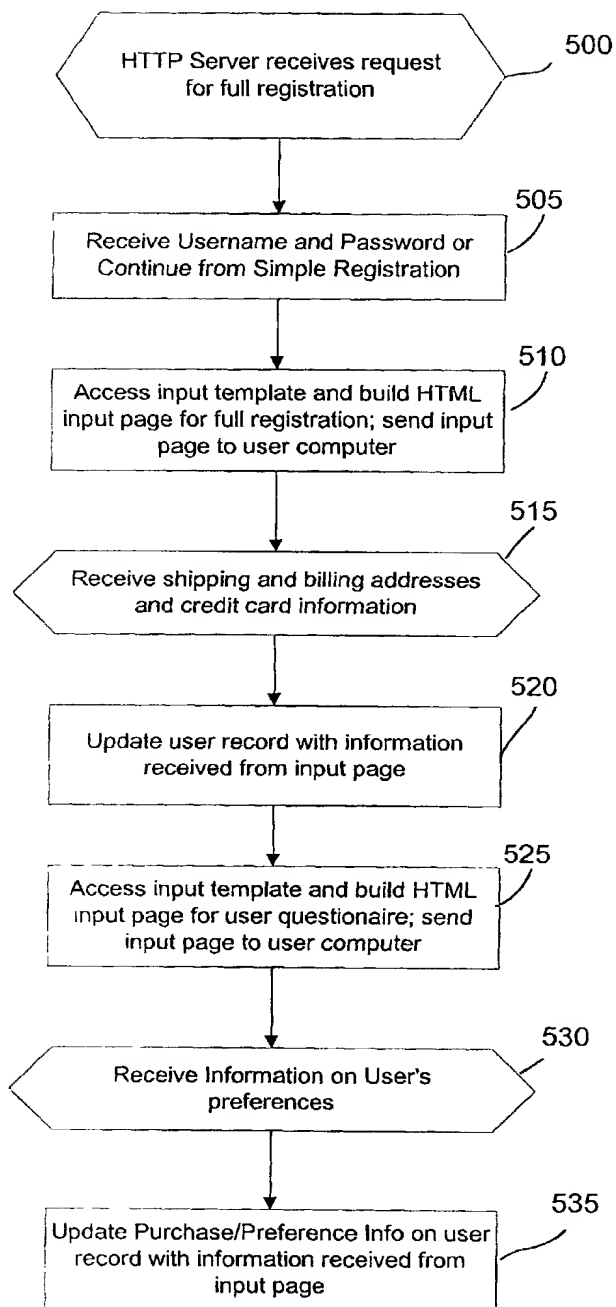 HTTP Server receives request
for full registration
500
505
Receive Username and Password or
Continue from Simple Registration
510
Access input template and build HTML
input page for full registration; send input
page to user computer
515
Receive shipping and billing addresses
and credit card information
520
Update user record with information
received from input page
525
Access input template and build HTML
input page for user questionaire; send
input page to user computer
530
Receive Information on User's
preferences
535
Update Purchase/Preference Info on user
record with information received from
input page